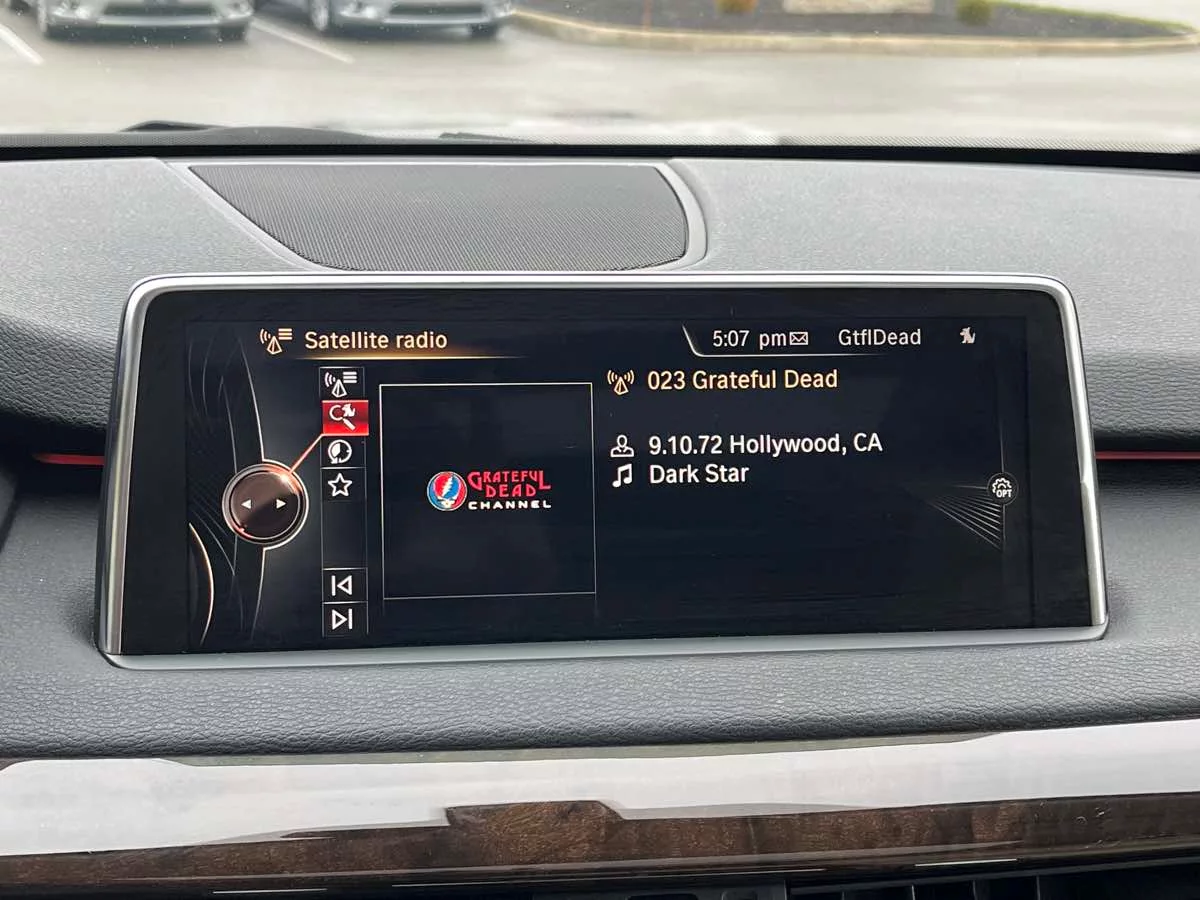 Satellite radio
5:07 pm GtflDead
023 Grateful Dead
9.10.72 Hollywood, CA
Dark Star
GRATEFUL
DEAD
CHANNEL
OPT